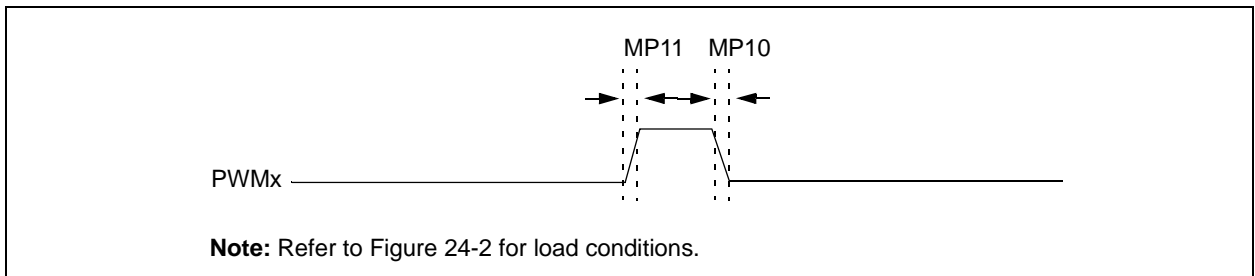 MP11 MP10
PWMx
Note: Refer to Figure 24-2 for load conditions.